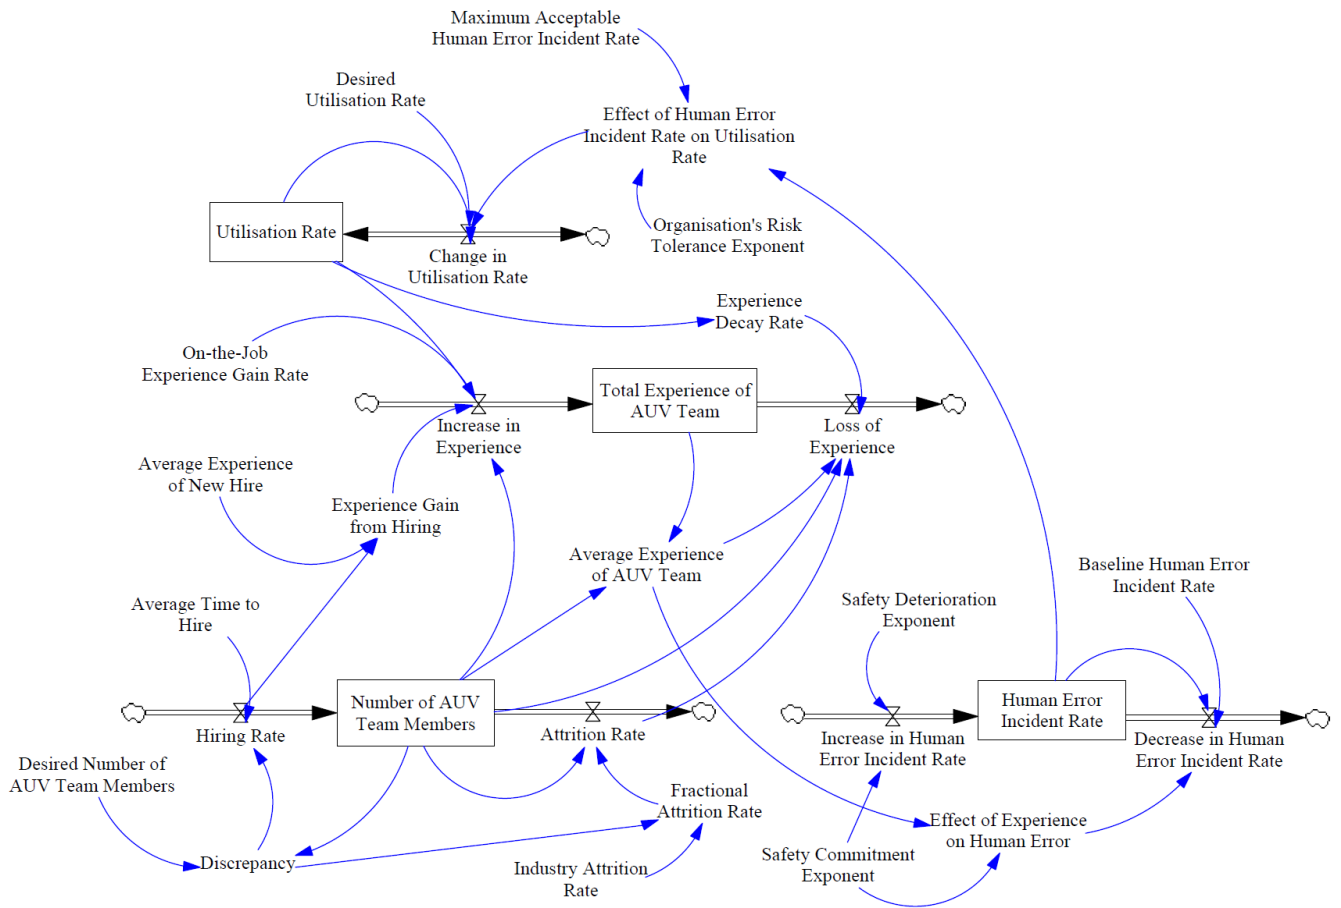 Maximum Acceptable
Human Error Incident Rate
Desired
Utilisation Rate
Effect of Human Error
Incident Rate on Utilisation
Rate
Utilisation Rate
Organisation's Risk
Tolerance Exponent
Change in
Utilisation Rate
Experience
Decay Rate
On-the-Job
Experience Gain Rate
Total Experience of
AUV Team
Increase in
Experience
Loss of
Experience
Average Experience
of New Hire
Experience Gain
from Hiring
Average Experience
of AUV Team
Baseline Human Error
Incident Rate
Average Time to
Hire
Safety Deterioration
Exponent
Number of AUV
Team Members
Human Error
Incident Rate
Hiring Rate
Attrition Rate
Increase in Human
Error Incident Rate
Decrease in Human
Error Incident Rate
Desired Number of
AUV Team Members
Fractional
Attrition Rate
Effect of Experience
on Human Error
Discrepancy
Industry Attrition
Rate
Safety Commitment
Exponent